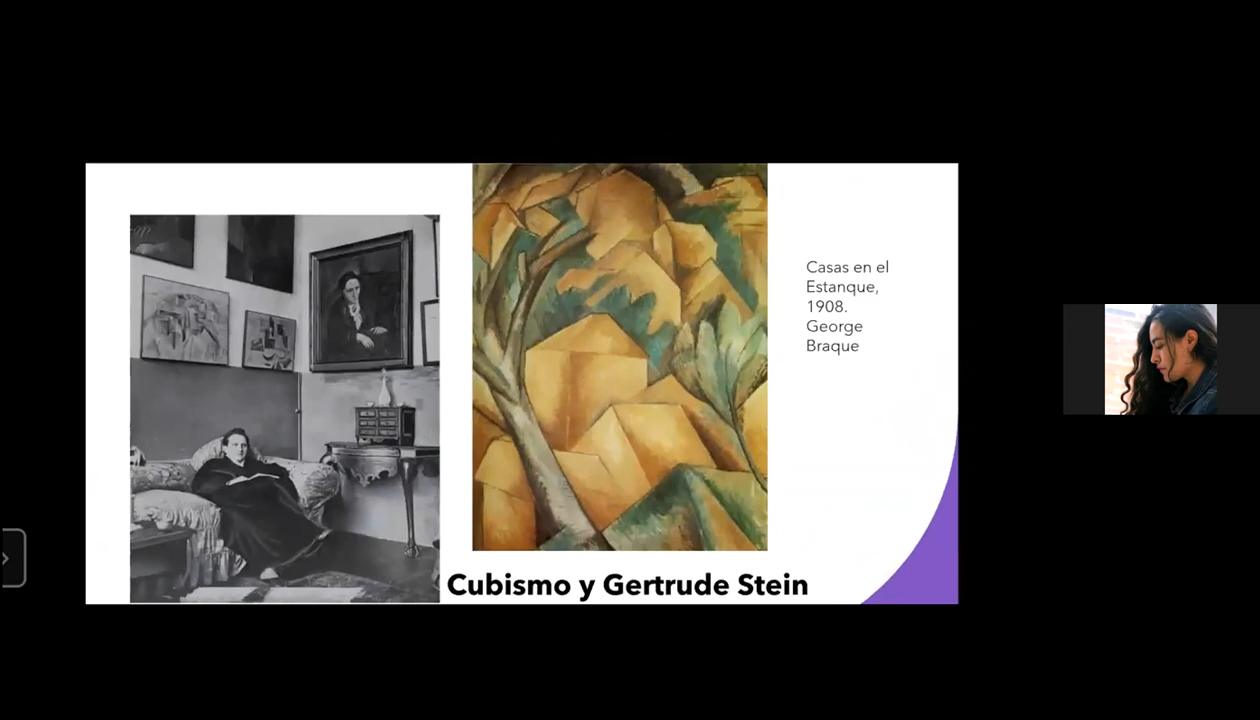 Casas en el
Estanque,
1908.
George
Braque
Cubismo y Gertrude Stein